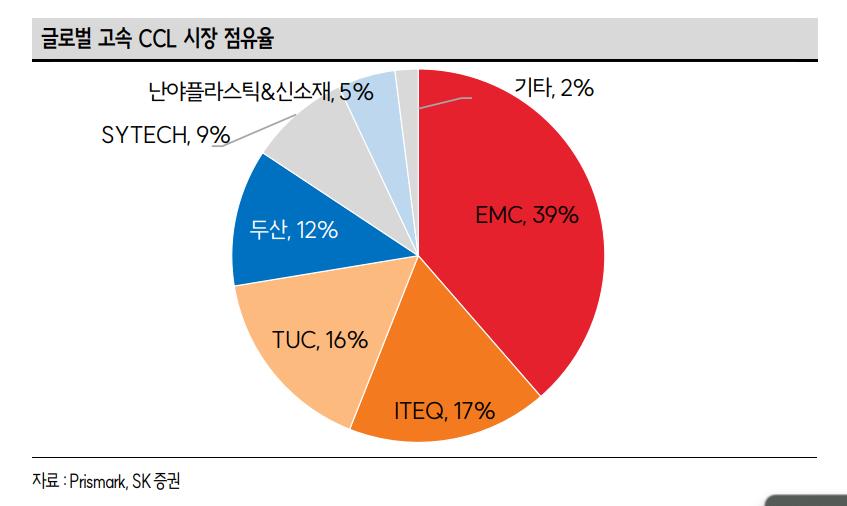 글로벌 고속 CCL 시장 점유율
난야플라스틱&신소재, 5%
기타, 2%
SYTECH, 9%
EMC, 39%
두산, 12%
TUC, 16%
ITEQ, 17%
자료 : Prismark, SK 증권